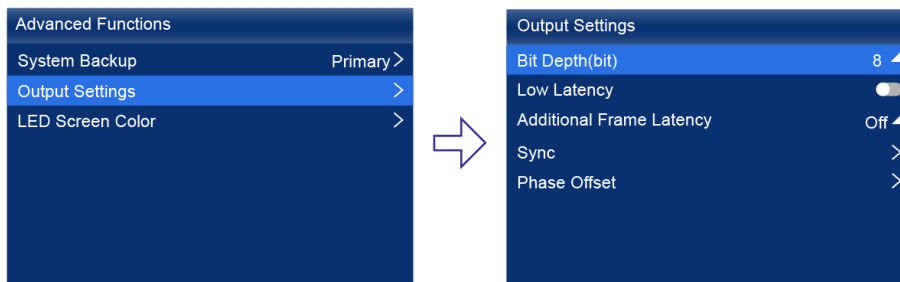 Advanced Functions
System Backup Primary
Output Settings
LED Screen Color
Output Settings
Bit Depth(bit) 8
Low Latency
Additional Frame Latency Off
Sync
Phase Offset